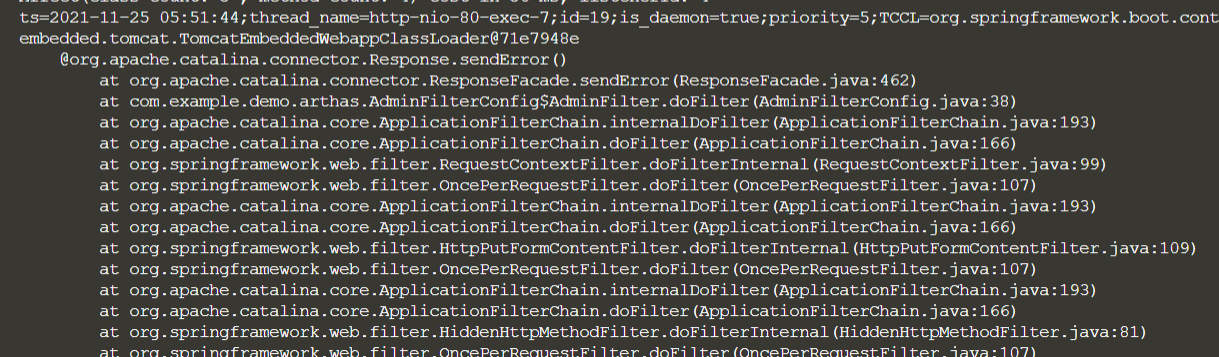 ts=2021-11-25 05:51:44;thread_name=http-nio-80-exec-7;id=19;is_daemon=true;priority=5;TCCL=org.springframework.boot.cont
embedded.tomcat.TomcatEmbeddedWebappClassLoader@71e7948e
@org.apache.catalina.connector.Response.sendError()
at org.apache.catalina.connector.ResponseFacade.sendError(ResponseFacade.java:462)
at com.example.demo.arthas.AdminFilterConfig$AdminFilter.doFilter(AdminFilterConfig.java:38)
at org.apache.catalina.core.ApplicationFilterChain.internalDoFilter(ApplicationFilterChain.java:193)
at org.apache.catalina.core.ApplicationFilterChain.doFilter(ApplicationFilterChain.java:166)
at org.springframework.web.filter.RequestContextFilter.doFilterInternal(RequestContextFilter.java:99)
at org.springframework.web.filter.OncePerRequestFilter.doFilter(OncePerRequestFilter.java:107)
at org.apache.catalina.core.ApplicationFilterChain.internalDoFilter(ApplicationFilterChain.java:193)
at org.apache.catalina.core.ApplicationFilterChain.doFilter(ApplicationFilterChain.java:166)
at org.springframework.web.filter.HttpPutFormContentFilter.doFilterInternal(HttpPutFormContentFilter.java:109)
at org.springframework.web.filter.OncePerRequestFilter.doFilter(OncePerRequestFilter.java:107)
at org.apache.catalina.core.ApplicationFilterChain.internalDoFilter(ApplicationFilterChain.java:193)
at org.apache.catalina.core.ApplicationFilterChain.doFilter(ApplicationFilterChain.java:166)
at org.springframework.web.filter.HiddenHttpMethodFilter.doFilterInternal(HiddenHttpMethodFilter.java:81)
at org.springframework.web.filter.OncePerRequestFilter.doFilter(OncePerRequestFilter.java:107)